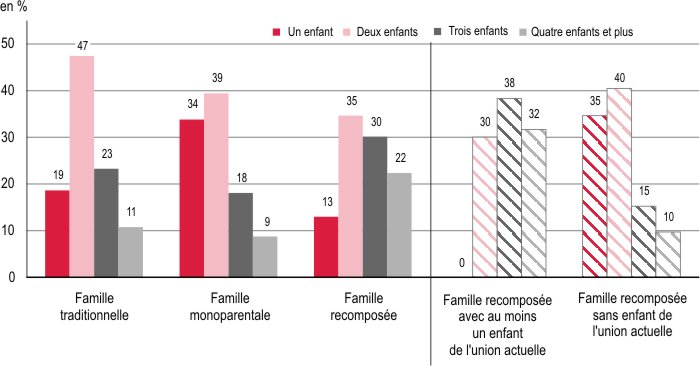 en %
Un enfant Deux enfants Trois enfants Quatre enfants et plus
50
40
30
20
10
0
19 47 23 11
34 39 18 9
13 35 30 22
0 30 38 32
35 40 15 10
Famille
traditionnelle
Famille
monoparentale
Famille
recomposée
Famille recomposée
avec au moins
un enfant
de l'union actuelle
Famille recomposée
sans enfant de
l'union actuelle